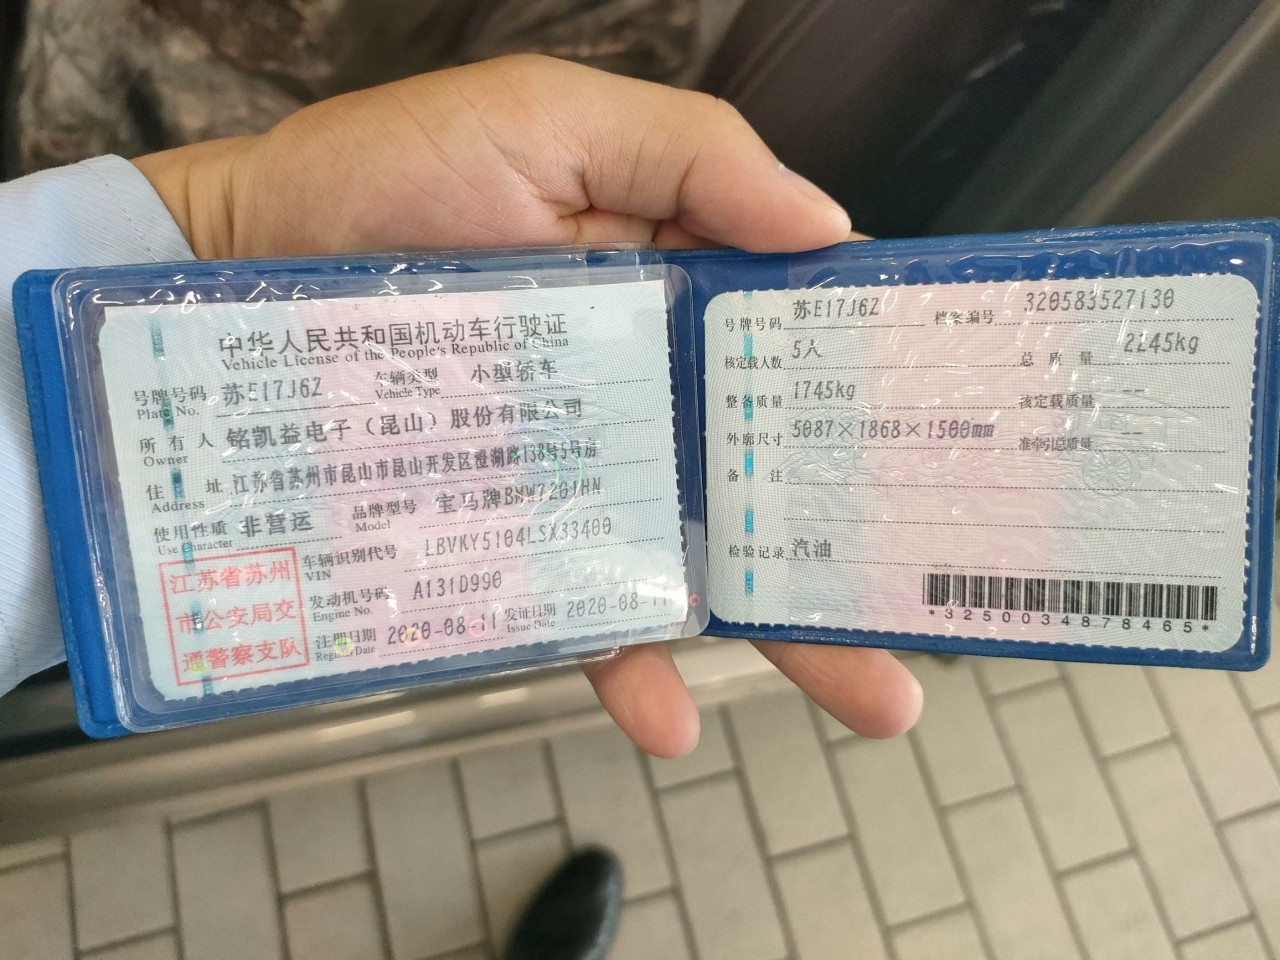 中华人民共和国机动车行驶证
Vehicle License of the People's Republic of China
号牌号码 苏E17J6Z 车辆类型 小型轿车
Plate No. Vehicle Type
所有人 铭凯益电子（昆山）股份有限公司
Owner
住址 江苏省苏州市昆山市昆山开发区澄湖路138号5号房
Address
使用性质 非营运 品牌型号 宝马牌BMW7201HN
Use Character Model
江苏省苏州
市公安局交
通警察支队
车辆识别代号 LBVKY5104LSX33400
VIN
发动机号码 A131D990
Engine No.
注册日期 2020-08-11 发证日期 2020-08-11
Register Date Issue Date
号牌号码 苏E17J6Z 档案编号 320583527130
核定载人数 5人 总质量 2245kg
整备质量 1745kg 核定载质量 --
外廓尺寸 5087×1868×1500mm 准牵引总质量 --
备注
检验记录 汽油
*3250034878465*